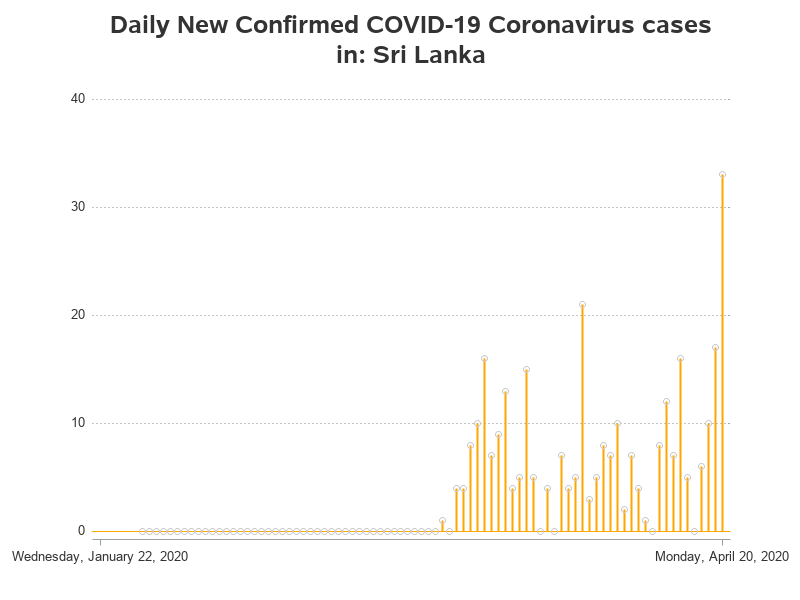 Daily New Confirmed COVID-19 Coronavirus cases
in: Sri Lanka
40
30
20
10
0
Wednesday, January 22, 2020
Monday, April 20, 2020